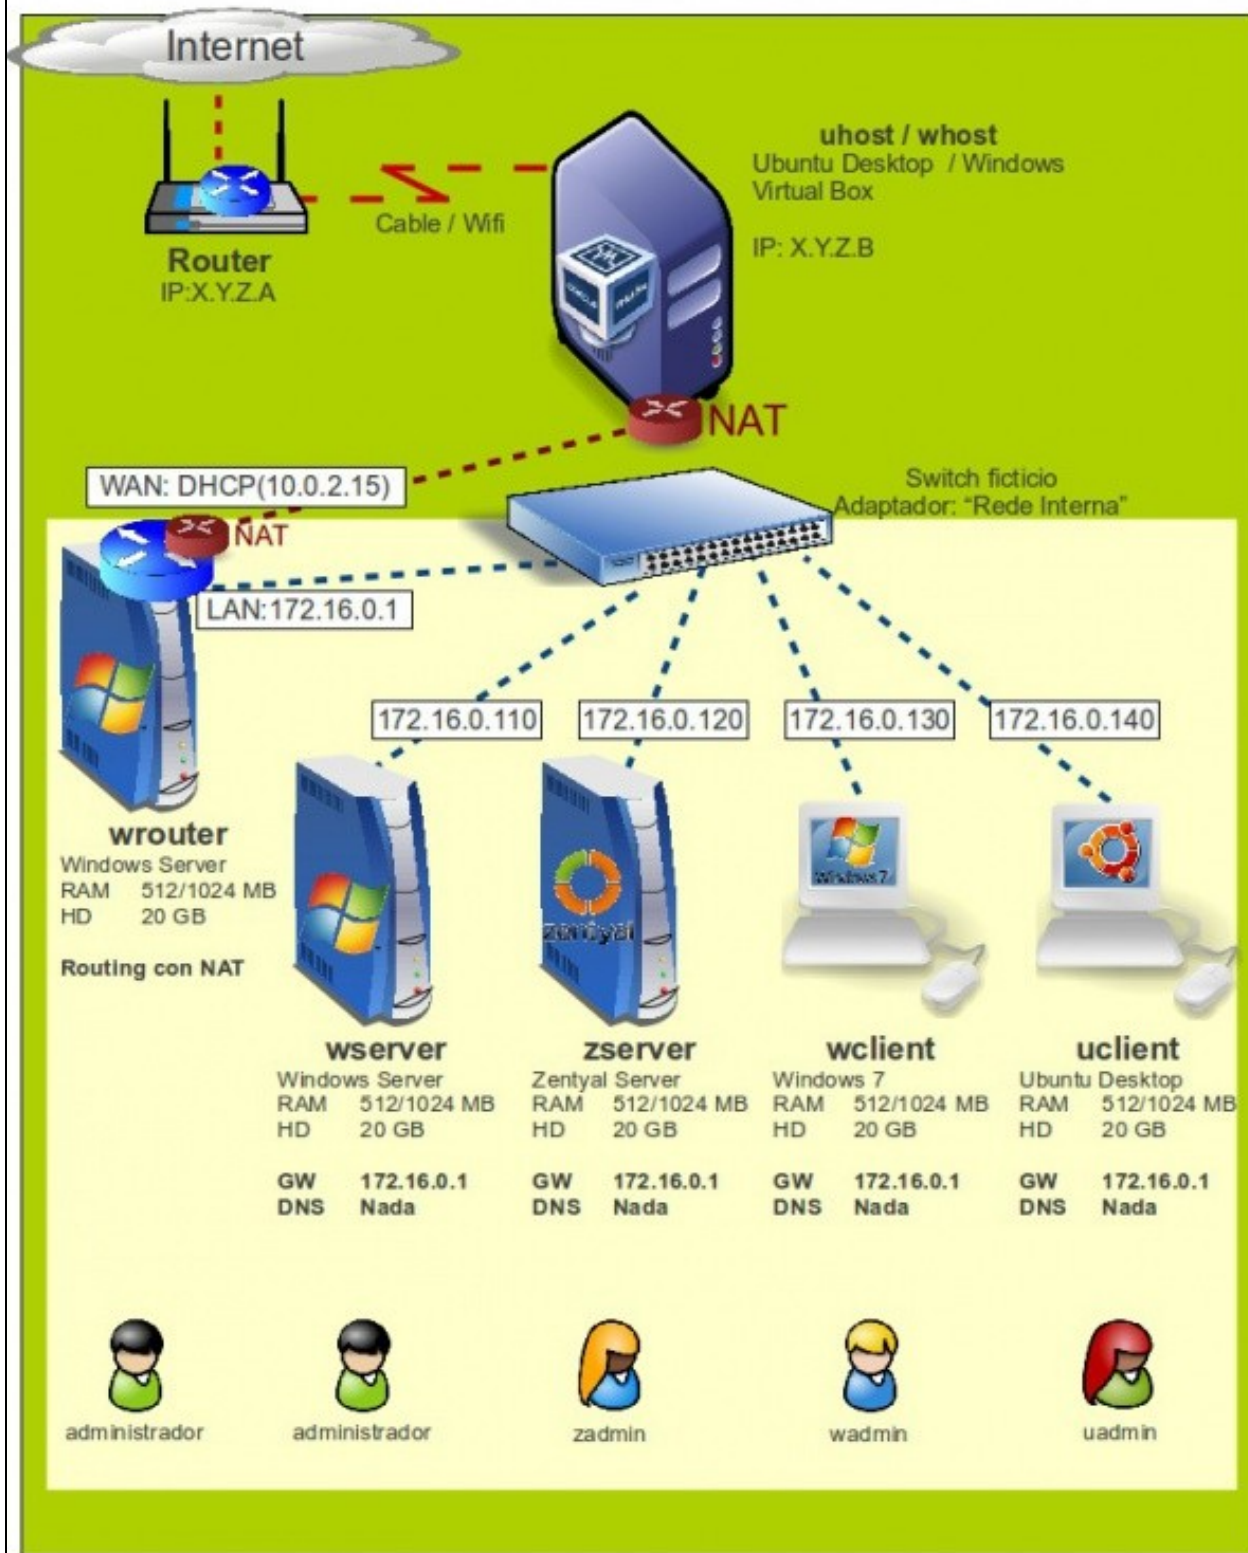 Internet
uhost / whost
Ubuntu Desktop / Windows
Virtual Box
IP: X.Y.Z.B
Cable / Wifi
Router
IP:X.Y.Z.A
NAT
WAN: DHCP(10.0.2.15)
Switch ficticio
Adaptador: “Rede Interna”
NAT
LAN:172.16.0.1
172.16.0.110
172.16.0.120
172.16.0.130
172.16.0.140
wrouter
Windows Server
RAM 512/1024 MB
HD 20 GB
Routing con NAT
zentyal
Windows 7
wserver
Windows Server
RAM 512/1024 MB
HD 20 GB
GW 172.16.0.1
DNS Nada
zserver
Zentyal Server
RAM 512/1024 MB
HD 20 GB
GW 172.16.0.1
DNS Nada
wclient
Windows 7
RAM 512/1024 MB
HD 20 GB
GW 172.16.0.1
DNS Nada
uclient
Ubuntu Desktop
RAM 512/1024 MB
HD 20 GB
GW 172.16.0.1
DNS Nada
administrador
administrador
zadmin
wadmin
uadmin